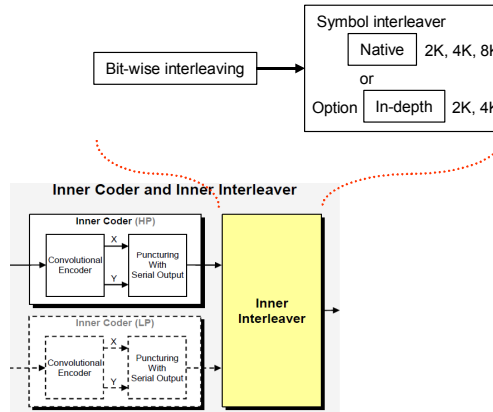 Symbol interleaver
Native 2K, 4K, 8K
Bit-wise interleaving
or
Option In-depth 2K, 4K
Inner Coder and Inner Interleaver
Inner Coder (HP)
Convolutional
Encoder
X
Y
Puncturing
With
Serial Output
Inner
Interleaver
Inner Coder (LP)
Convolutional
Encoder
X
Y
Puncturing
With
Serial Output